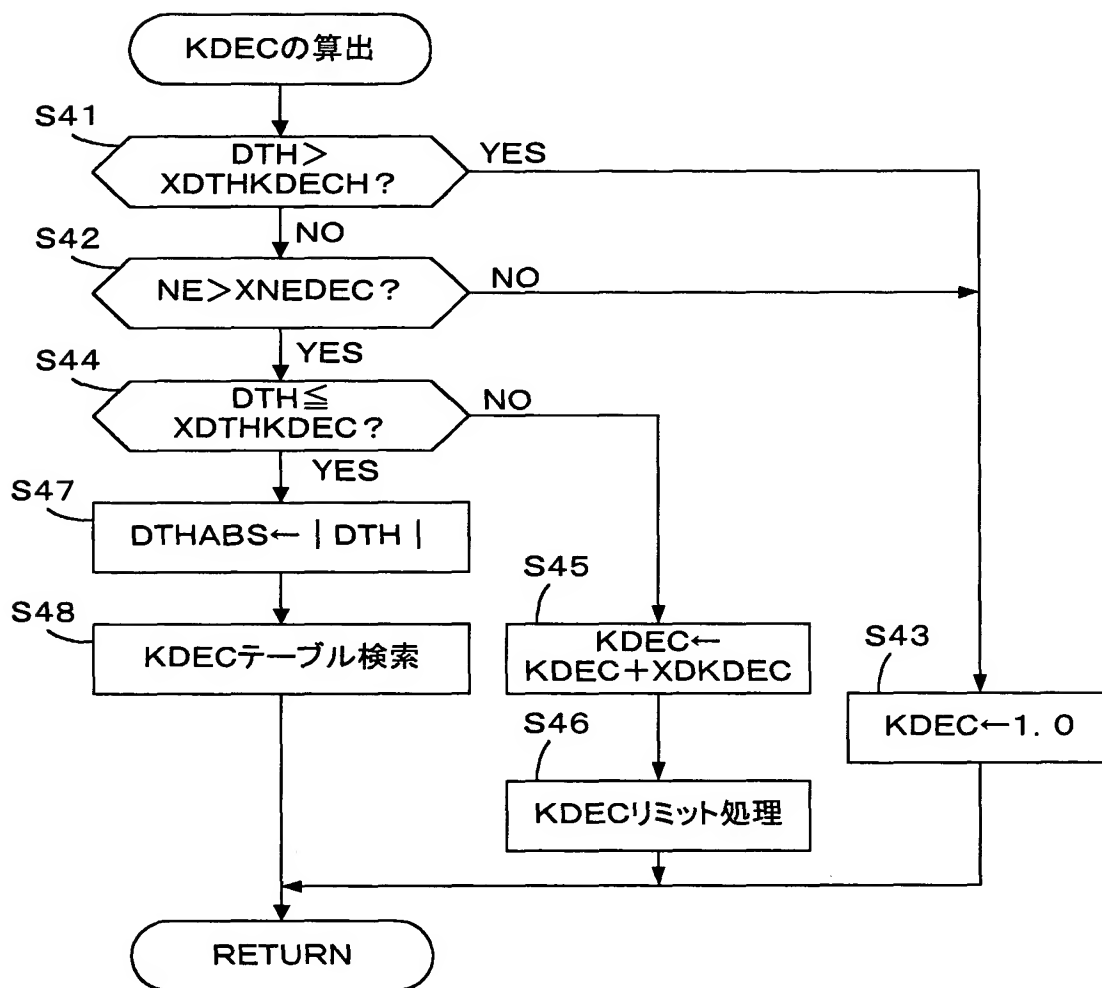 KDECの算出
S41
DTH>
XDTHKDECH?
YES
NO
S42
NE>XNEDEC?
NO
YES
S44
DTH≦
XDTHKDEC?
NO
YES
S47
DTHABS←|DTH|
S45
KDEC←
KDEC+XDKDEC
S48
KDECテーブル検索
S43
KDEC←1.0
S46
KDECリミット処理
RETURN